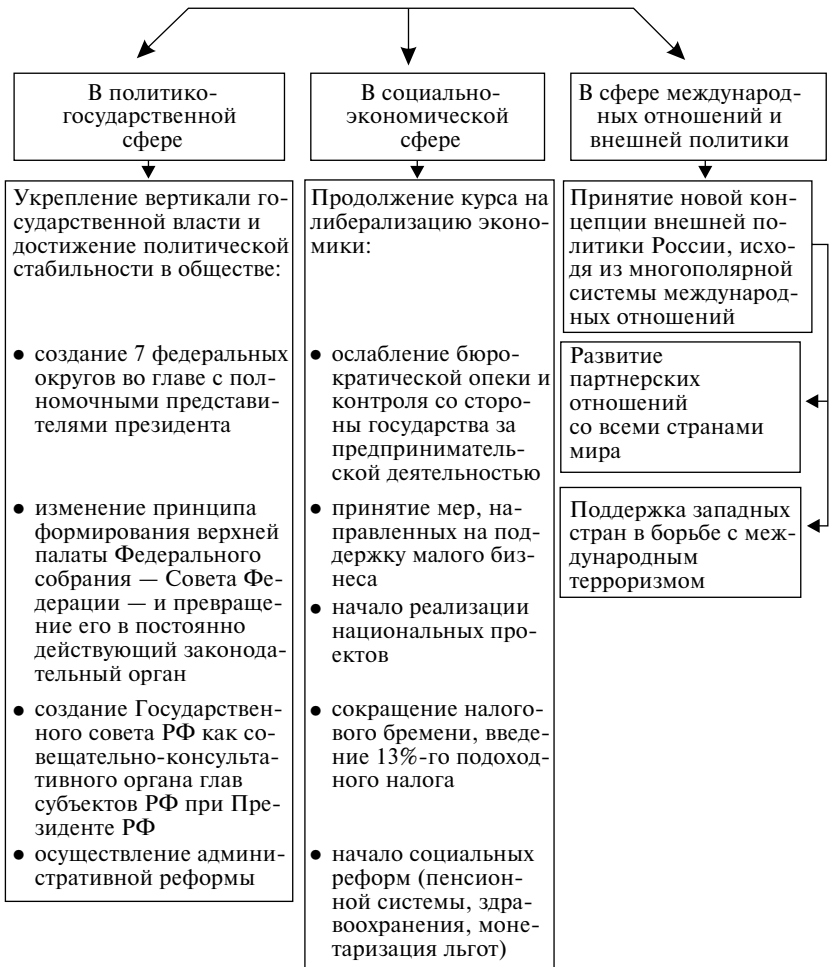 В политико-
государственной
сфере
Укрепление вертикали го-
сударственной власти и
достижение политической
стабильности в обществе:
• создание 7 федеральных
округов во главе с пол-
номочными представи-
телями президента
• изменение принципа
формирования верхней
палаты Федерального
собрания — Совета Фе-
дерации — и превраще-
ние его в постоянно
действующий законода-
тельный орган
• создание Государствен-
ного совета РФ как со-
вещательно-консульта-
тивного органа глав
субъектов РФ при Пре-
зиденте РФ
• осуществление админи-
стративной реформы
В социально-
экономической
сфере
Продолжение курса на
либерализацию эконо-
мики:
• ослабление бюро-
кратической опеки и
контроля со стороны
государства за
предприниматель-
ской деятельностью
• принятие мер, на-
правленных на под-
держку малого биз-
неса
• начало реализации
национальных про-
ектов
• сокращение налого-
вого бремени, введе-
ние 13%-го подоход-
ного налога
• начало социальных
реформ (пенсион-
ной системы, здра-
воохранения, моне-
таризация льгот)
В сфере международ-
ных отношений и
внешней политики
Принятие новой кон-
цепции внешней по-
литики России, исхо-
дя из многополярной
системы международ-
ных отношений
Развитие
партнерских
отношений
со всеми странами
мира
Поддержка западных
стран в борьбе с меж-
дународным
терроризмом